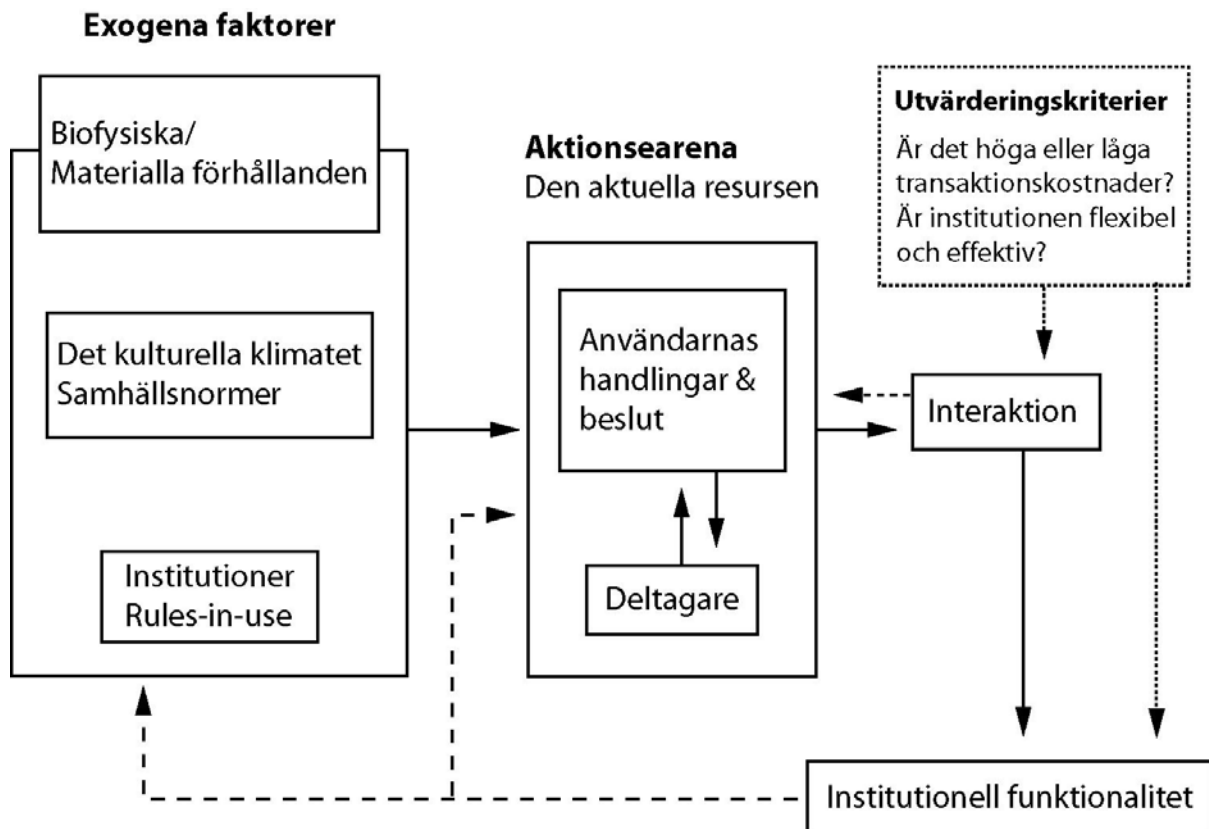 Exogena faktorer
Biofysiska/
Materialla förhållanden
Det kulturella klimatet
Samhällsnormer
Institutioner
Rules-in-use
Aktionsearena
Den aktuella resursen
Användarnas
handlingar &
beslut
Deltagare
Utvärderingskriterier
Är det höga eller låga
transaktionskostnader?
Är institutionen flexibel
och effektiv?
Interaktion
Institutionell funktionalitet